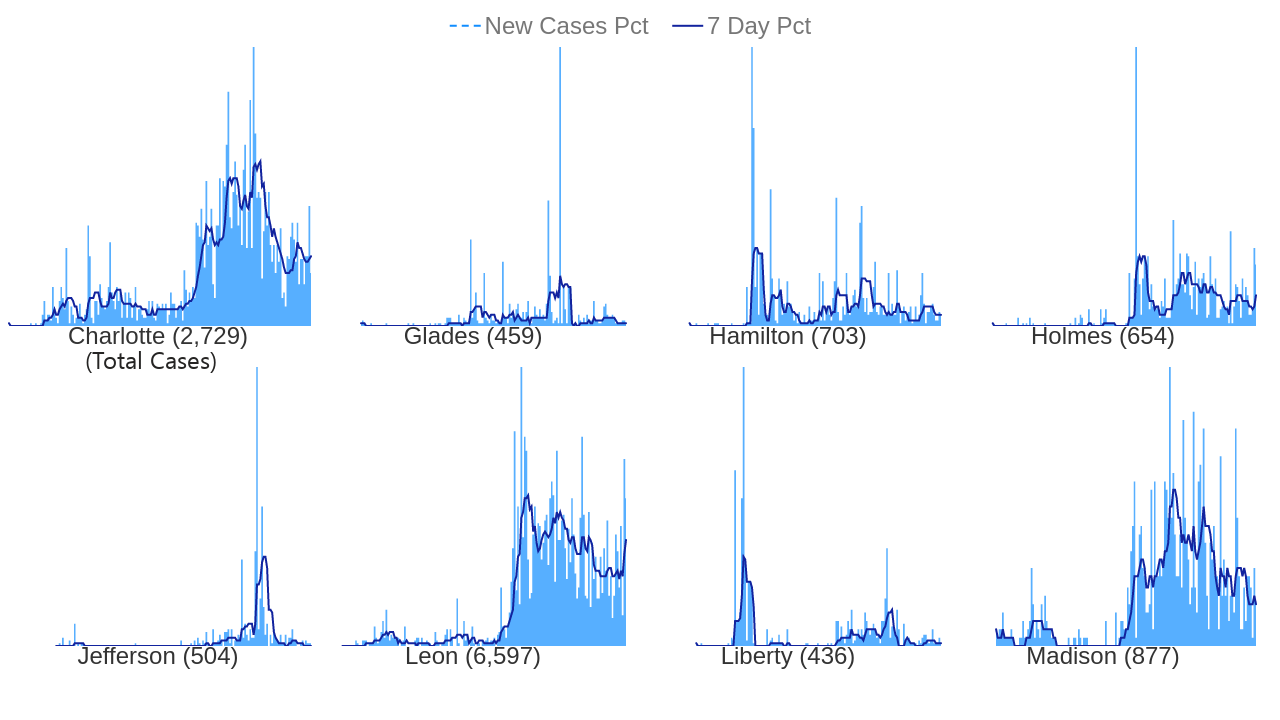 New Cases Pct 7 Day Pct
Charlotte (2,729) Glades (459) Hamilton (703) Holmes (654)
(Total Cases)
Jefferson (504) Leon (6,597) Liberty (436) Madison (877)